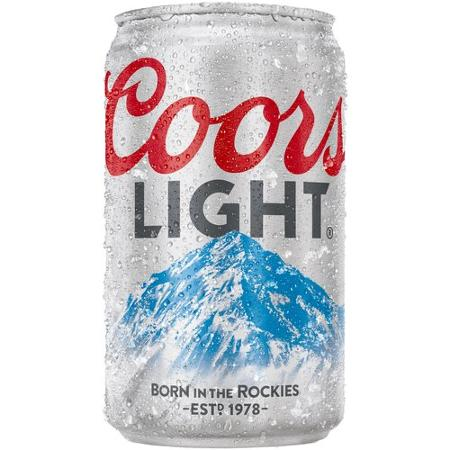 Coors
LIGHT®
BORN IN THE ROCKIES
-ESTD 1978-